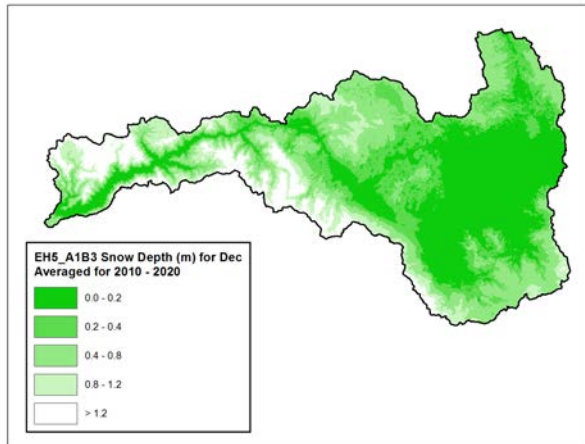 EH5_A1B3 Snow Depth (m) for Dec
Averaged for 2010 - 2020
0.0 - 0.2
0.2 - 0.4
0.4 - 0.8
0.8 - 1.2
> 1.2